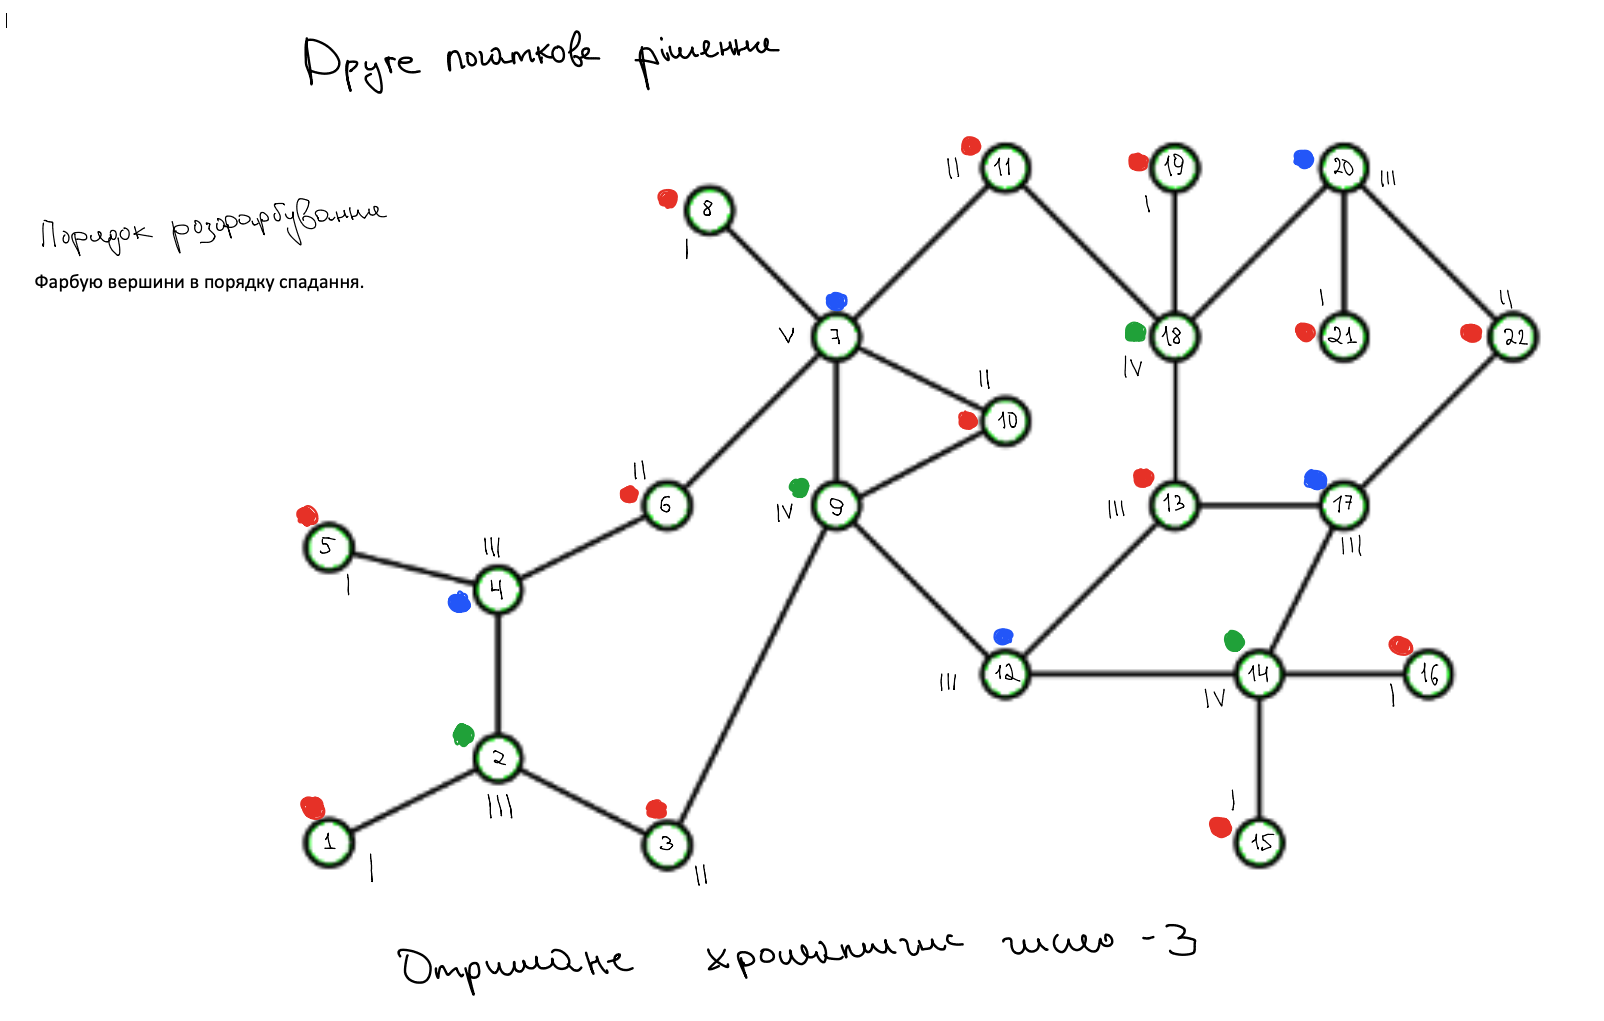 Друге початкове рішення
11
19
20
II
I
III
8
I
Порядок розфарбування
Фарбую вершини в порядку спадання.
7
V
18
IV
21
I
22
II
10
II
6
II
9
IV
13
III
17
III
5
I
4
III
12
III
14
IV
16
I
2
III
1
I
3
II
15
I
Отримане хроматичне число - 3